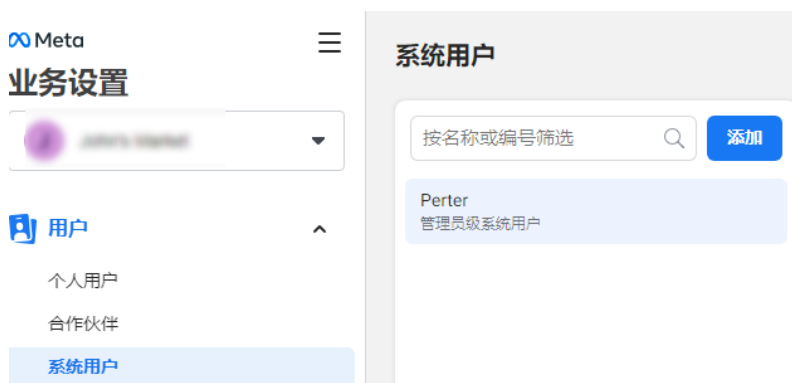 Meta
业务设置
用户
个人用户
合作伙伴
系统用户
系统用户
按名称或编号筛选
添加
Perter
管理员级系统用户